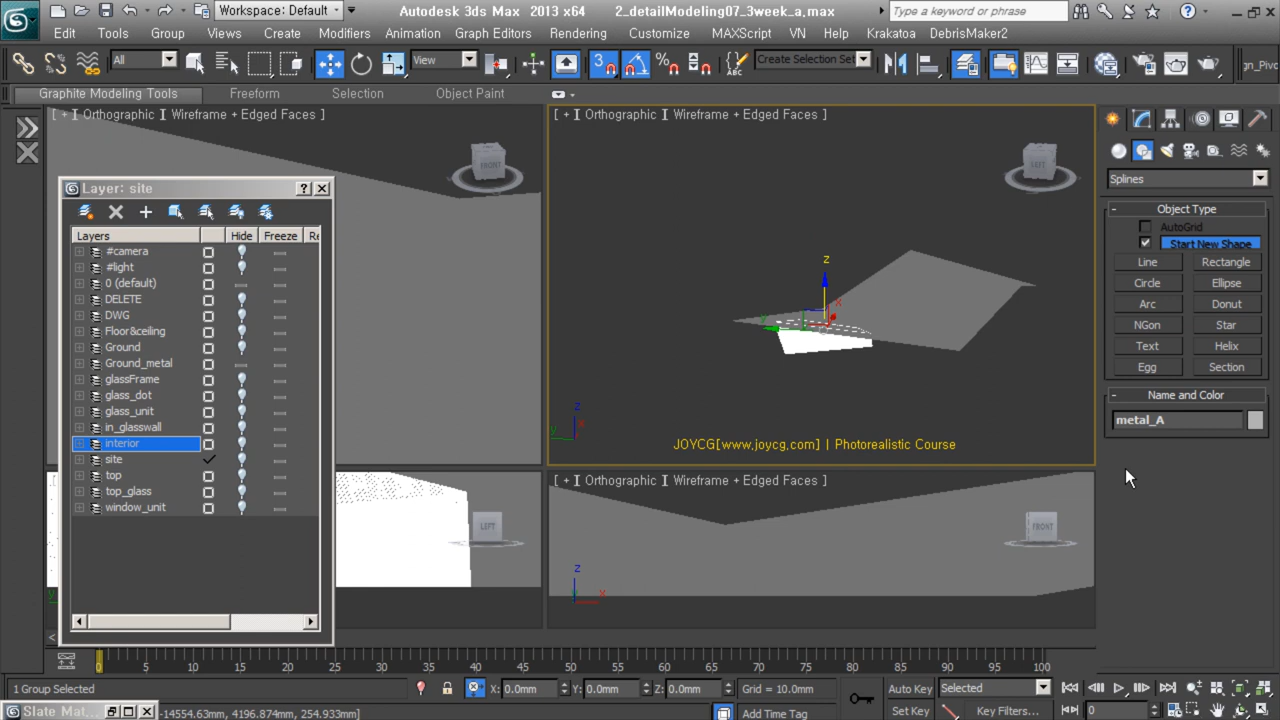 Workspace: Default
Autodesk 3ds Max 2013 x64
2_detailModeling07_3week_a,max
Type a keyword or phrase
Edit Tools Group Views Create Modifiers Animation Graph Editors Rendering Customize MAXScript VN Help Krakatoa DebrisMaker2
All
View
3
Create Selection Set
ABC
Graphite Modeling Tools Freeform Selection Object Paint
[ + ] Orthographic ] Wireframe + Edged Faces ]
FRONT
[ + ] Orthographic ] Wireframe + Edged Faces ]
LEFT
Layer: site
Layers Hide Freeze
#camera
#light
0 (default)
DELETE
DWG
Floor&ceiling
Ground
Ground_metal
glassFrame
glass_dot
glass_unit
in_glasswall
interior
site
top
top_glass
window_unit
z
x
y
z
y
x
JOYCG[www,joycg,com] | Photorealistic Course
[ + ] Orthographic ] Wireframe + Edged Faces ]
LEFT
FRONT
z
x
y
Splines
- Object Type
AutoGrid
Start New Shape
Line Rectangle
Circle Ellipse
Arc Donut
NGon Star
Text Helix
Egg Section
- Name and Color
metal_A
0 5 10 15 20 25 30 35 40 45 50 55 60 65 70 75 80 85 90 95 100
1 Group Selected
X: 0.0mm Y: 0.0mm Z: 0.0mm Grid = 10.0mm
Auto Key Selected
Slate Mat...
-14554.63mm, 4196.874mm, 254.933mm]
Add Time Tag
Set Key Key Filters... 0